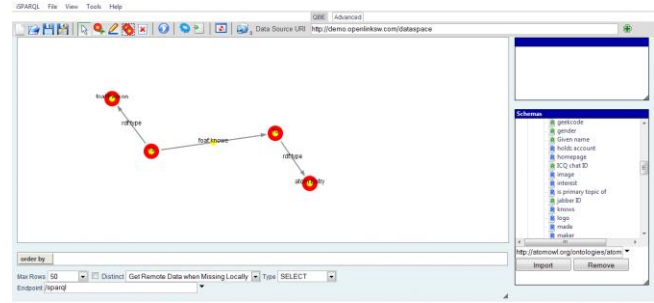 iSPARQL File View Tools Help
QBE Advanced
Data Source URI http://demo.openlinksw.com/dataspace
rdf:type
foaf:knows
rdf:type
Schemas
geekcode
gender
Given name
holds account
homepage
ICQ chat ID
image
interest
is primary topic of
jabber ID
knows
logo
made
maker
http://atomowl.org/ontologies/atom
Import Remove
order by
Max Rows 50 Distinct Get Remote Data when Missing Locally Type SELECT
Endpoint /sparql